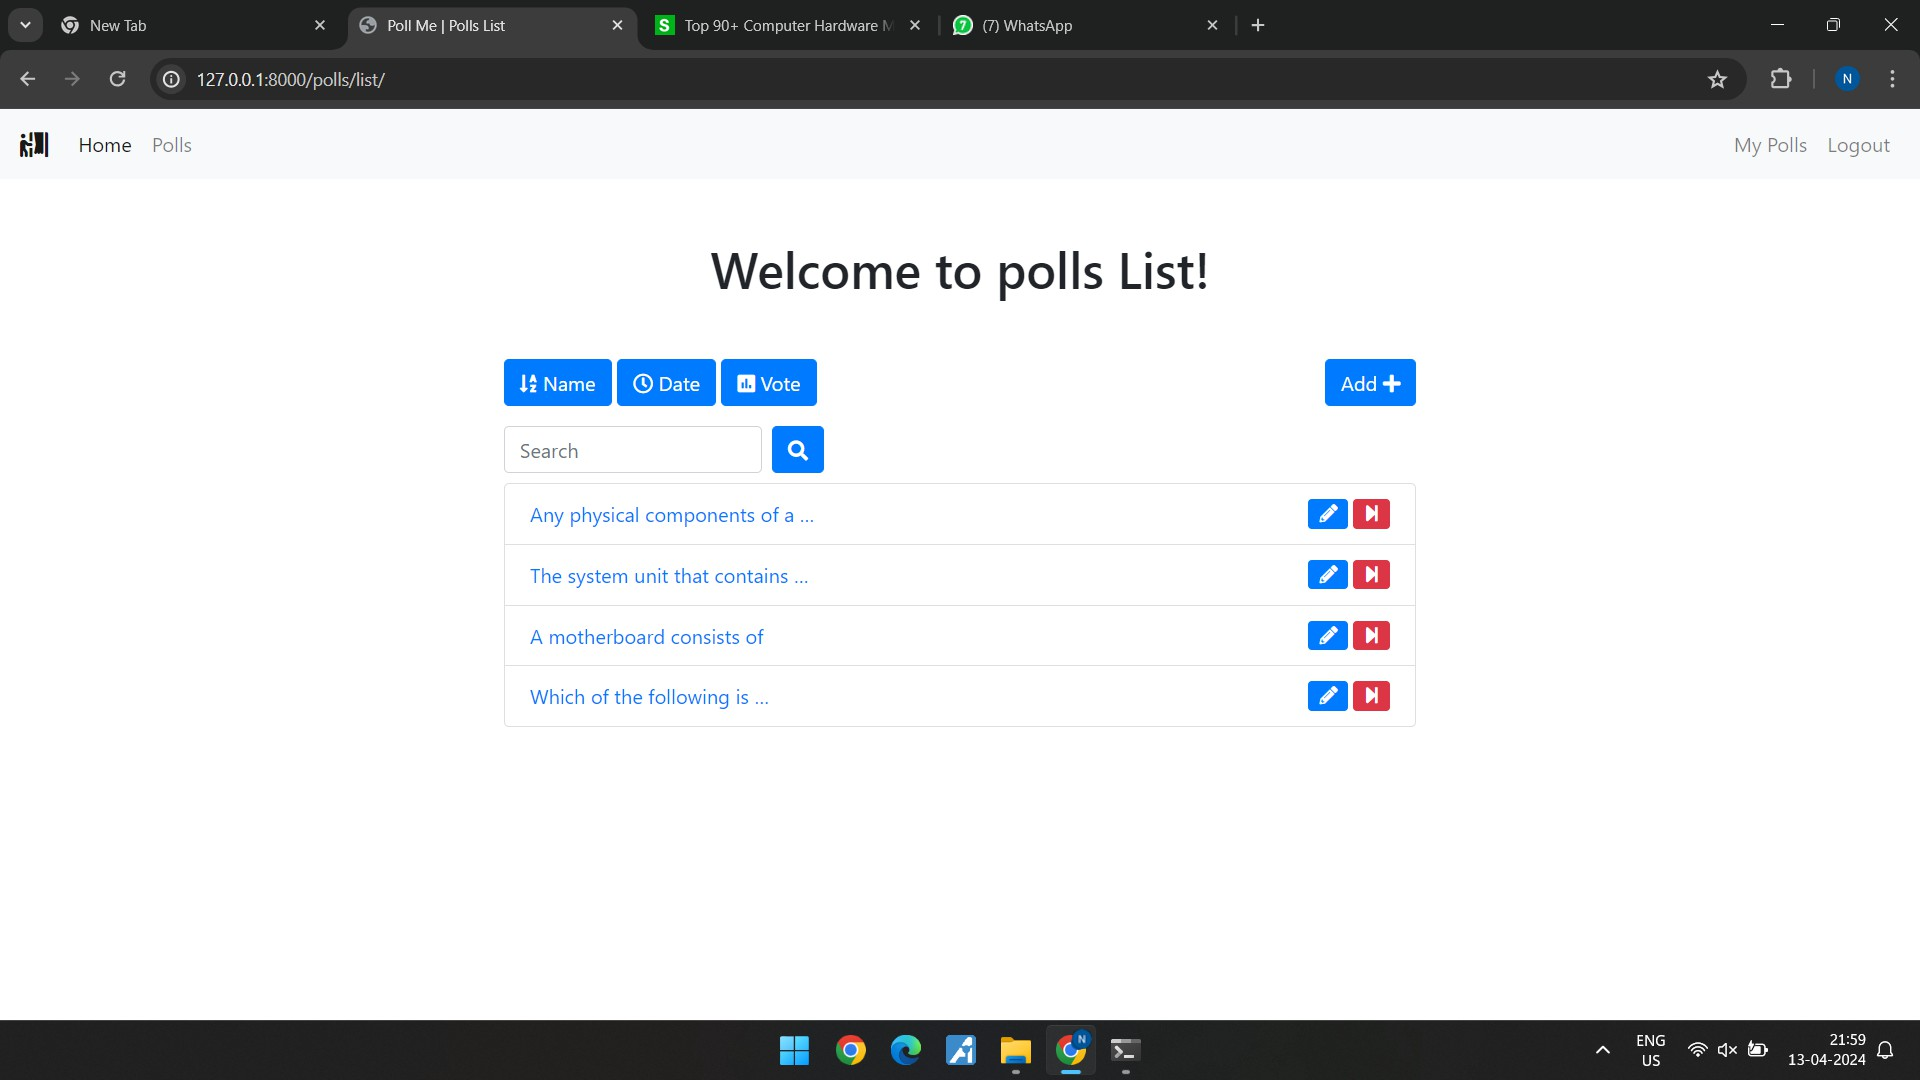 New Tab
Poll Me | Polls List
Top 90+ Computer Hardware M
(7) WhatsApp
127.0.0.1:8000/polls/list/
N
Home
Polls
My Polls
Logout
Welcome to polls List!
Name
Date
Vote
Add
Search
Any physical components of a ...
The system unit that contains ...
A motherboard consists of
Which of the following is ...
ENG
US
21:59
13-04-2024